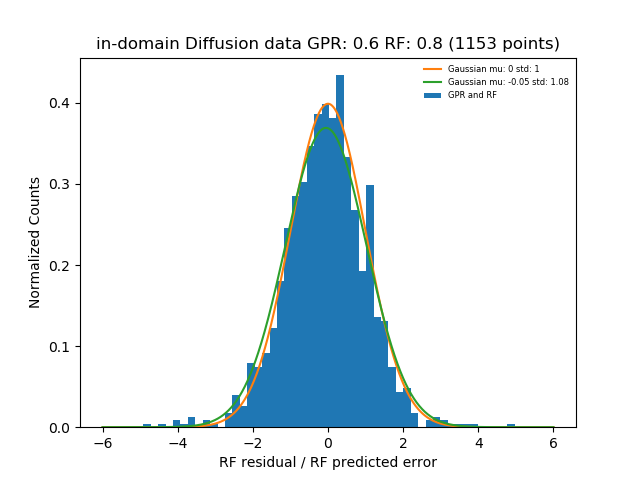 in-domain Diffusion data GPR: 0.6 RF: 0.8 (1153 points)
Gaussian mu: 0 std: 1
Gaussian mu: -0.05 std: 1.08
GPR and RF
Normalized Counts
0.4
0.3
0.2
0.1
0.0
−6 −4 −2 0 2 4 6
RF residual / RF predicted error